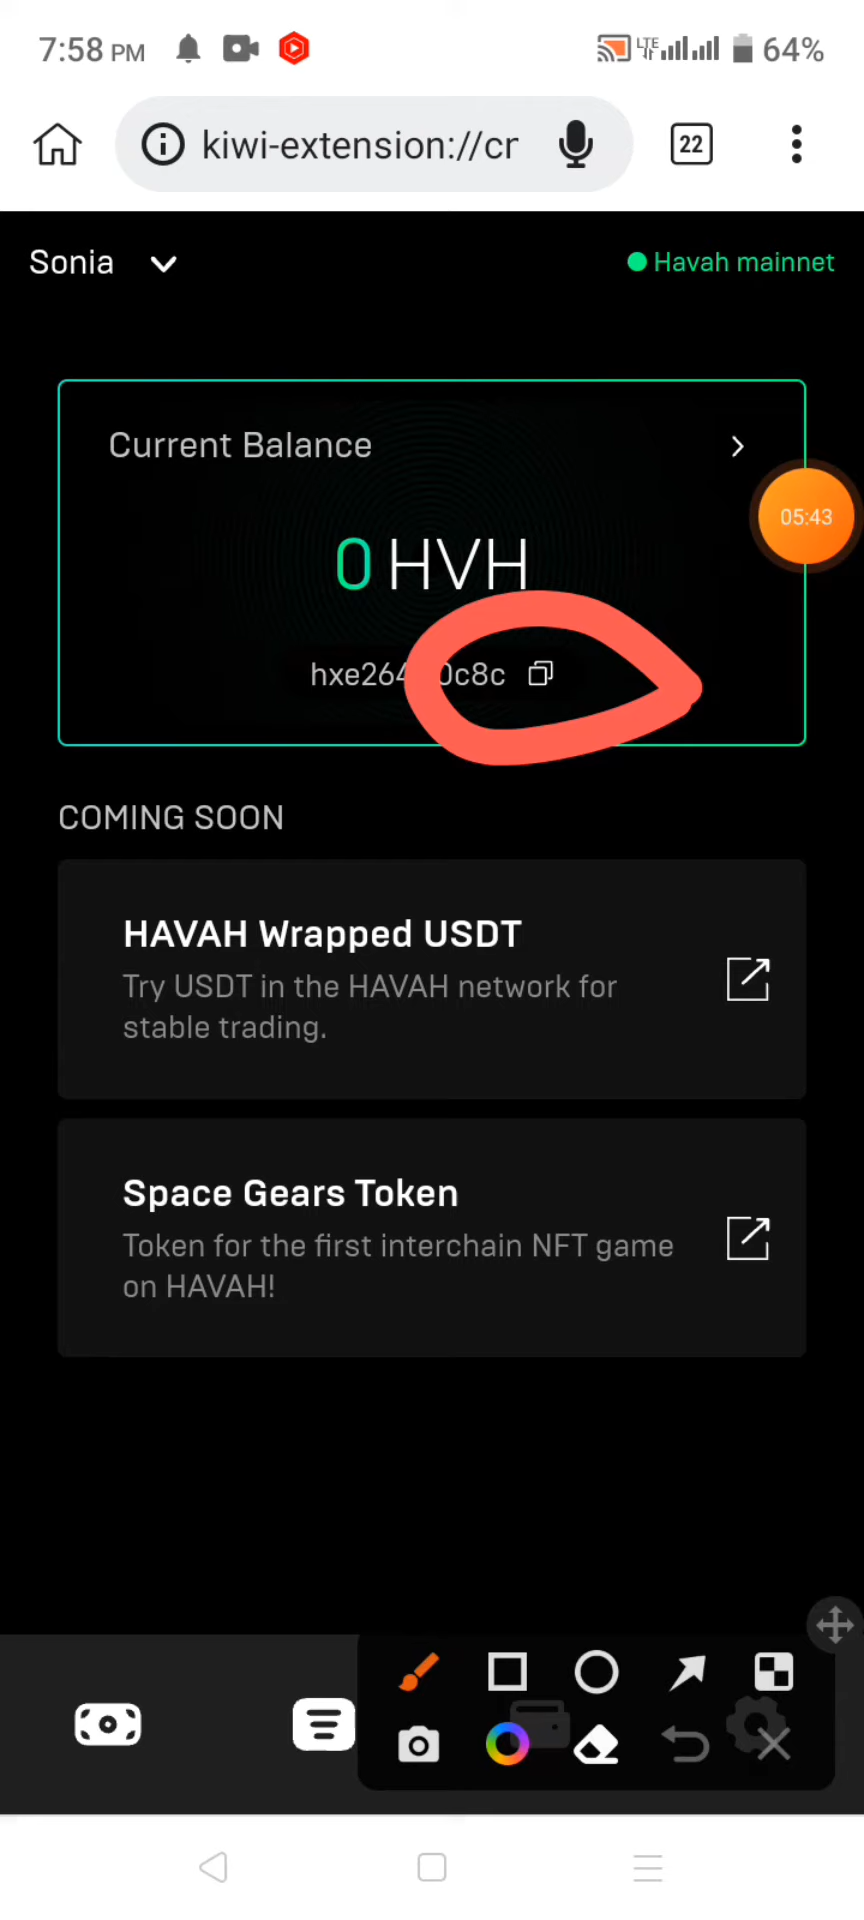 7:58 PM LTE 64%
kiwi-extension://cr 22
Sonia Havah mainnet
Current Balance
05:43
0 HVH
hxe264 0c8c
COMING SOON
HAVAH Wrapped USDT
Try USDT in the HAVAH network for
stable trading.
Space Gears Token
Token for the first interchain NFT game
on HAVAH!